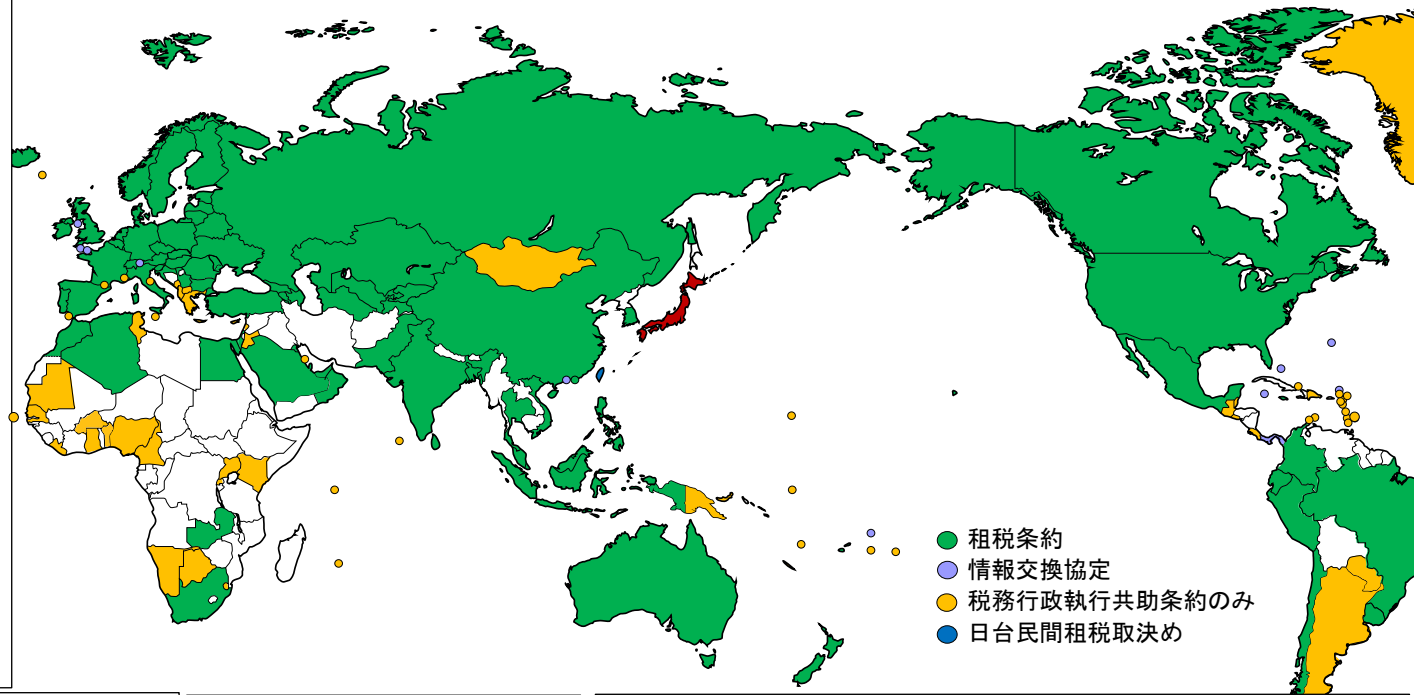 租税条約
情報交換協定
税務行政執行共助条約のみ
日台民間租税取決め